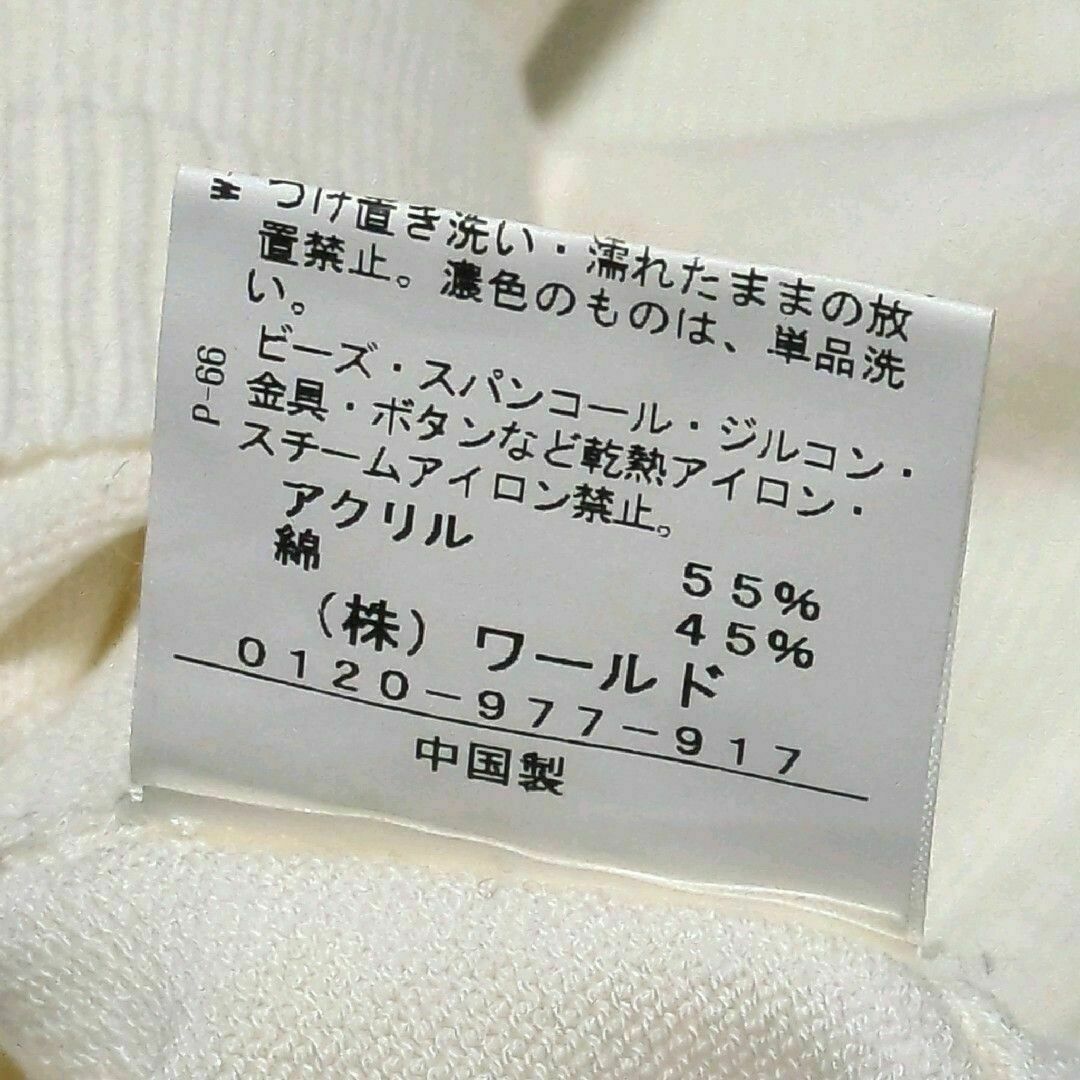 つけ置き洗い・濡れたままの放
置禁止。濃色のものは、単品洗
い。
P-66
ビーズ・スパンコール・ジルコン・
金具・ボタンなど乾熱アイロン・
スチームアイロン禁止。
アクリル 55%
綿 45%
(株) ワールド
0120-977-917
中国製